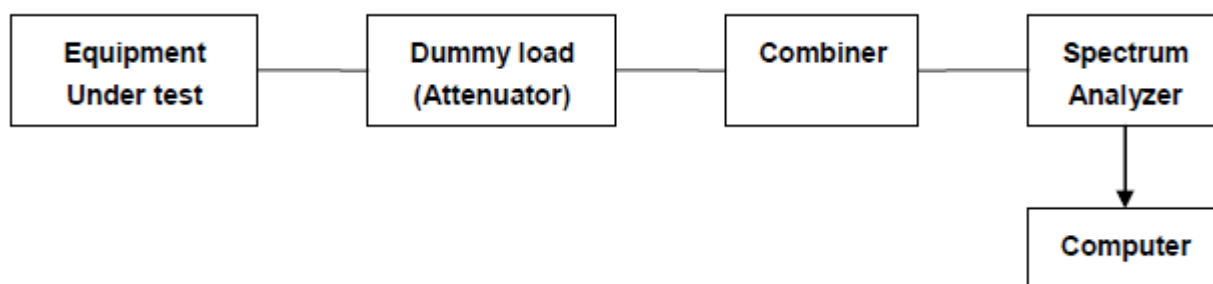 Equipment
Under test
Dummy load
(Attenuator)
Combiner
Spectrum
Analyzer
Computer